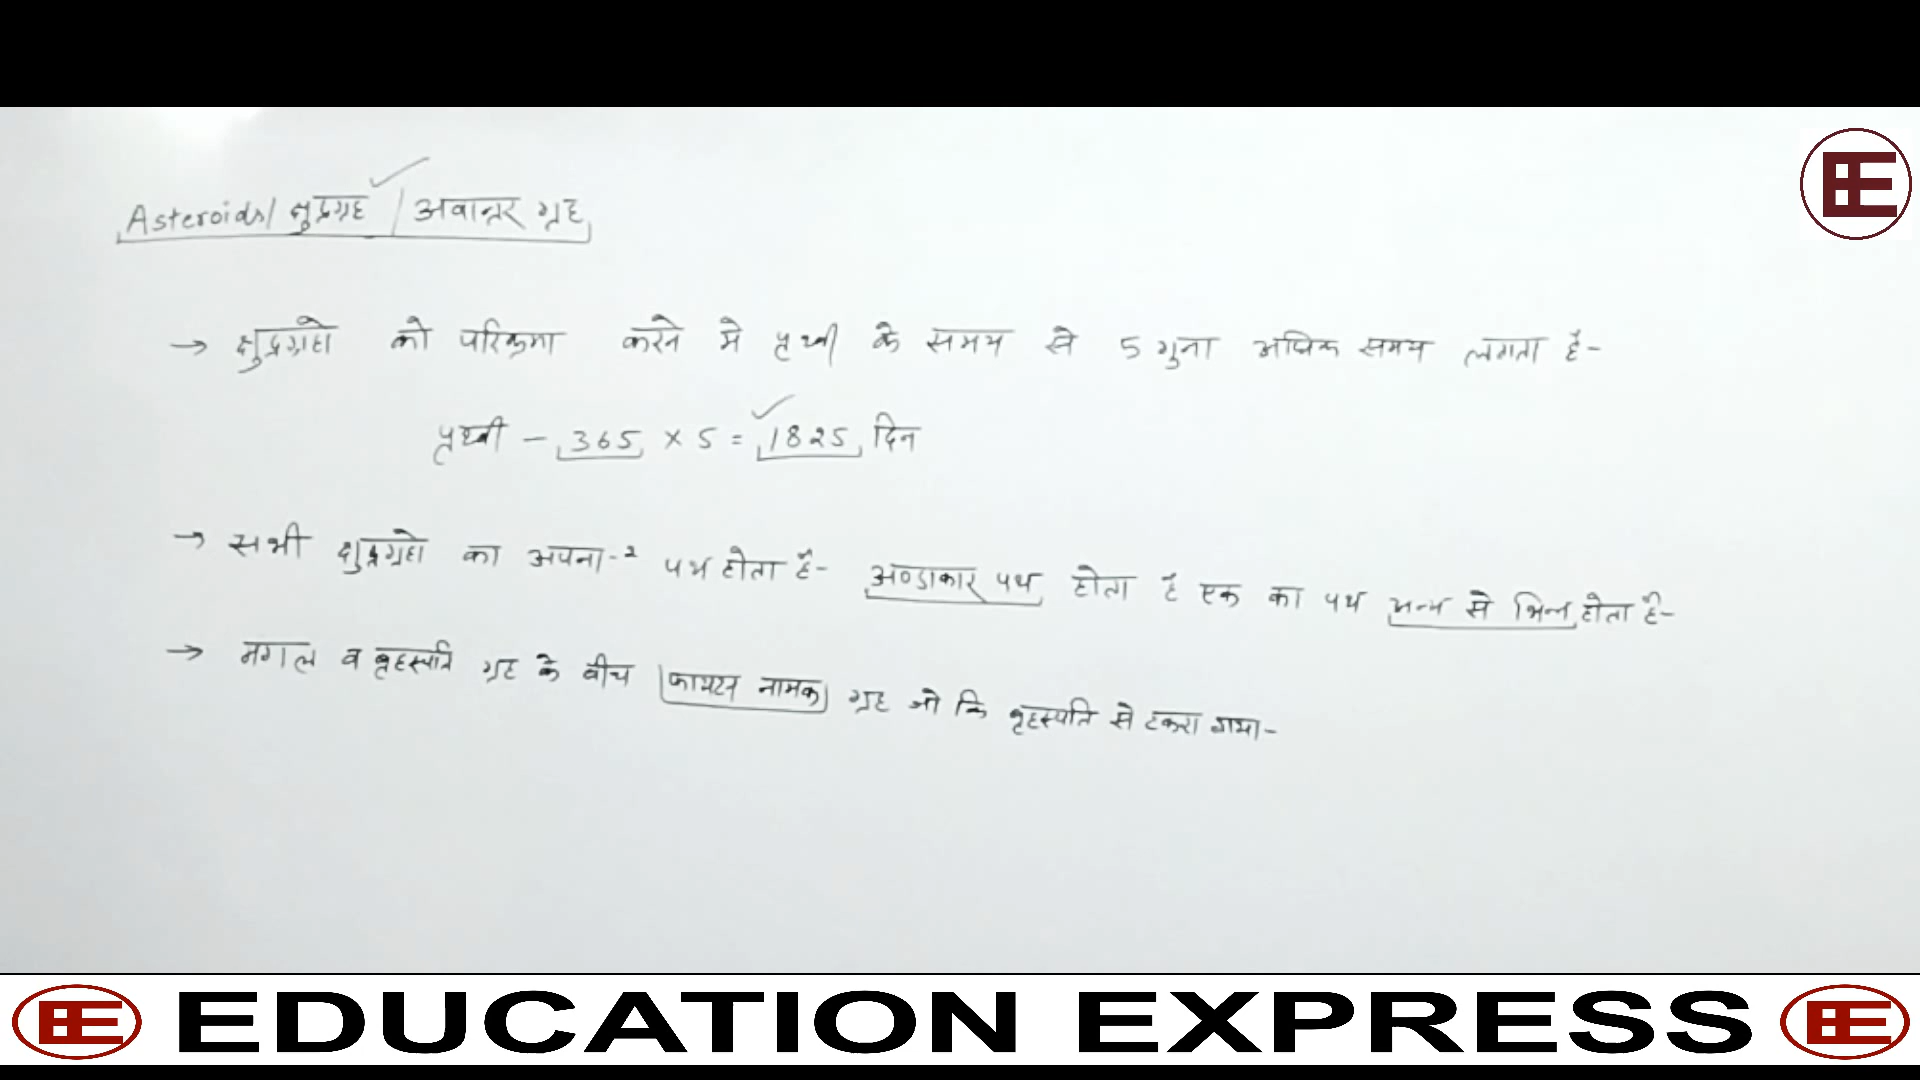 Asteroids/ क्षुद्रग्रह / अवान्तर ग्रह
→ क्षुद्रग्रहो को परिक्रमा करने मे पृथ्वी के समय से 5 गुना अधिक समय लगता है-
पृथ्वी - 365 × 5 = 1825 दिन
→ सभी क्षुद्रग्रहो का अपना-2 पथ होता है- अण्डाकार पथ होता है एक का पथ अन्य से भिन्न होता है-
→ मगल व बृहस्पति ग्रह के बीच नामक ग्रह जो कि बृहस्पति से टकरा गया-
EDUCATION EXPRESS